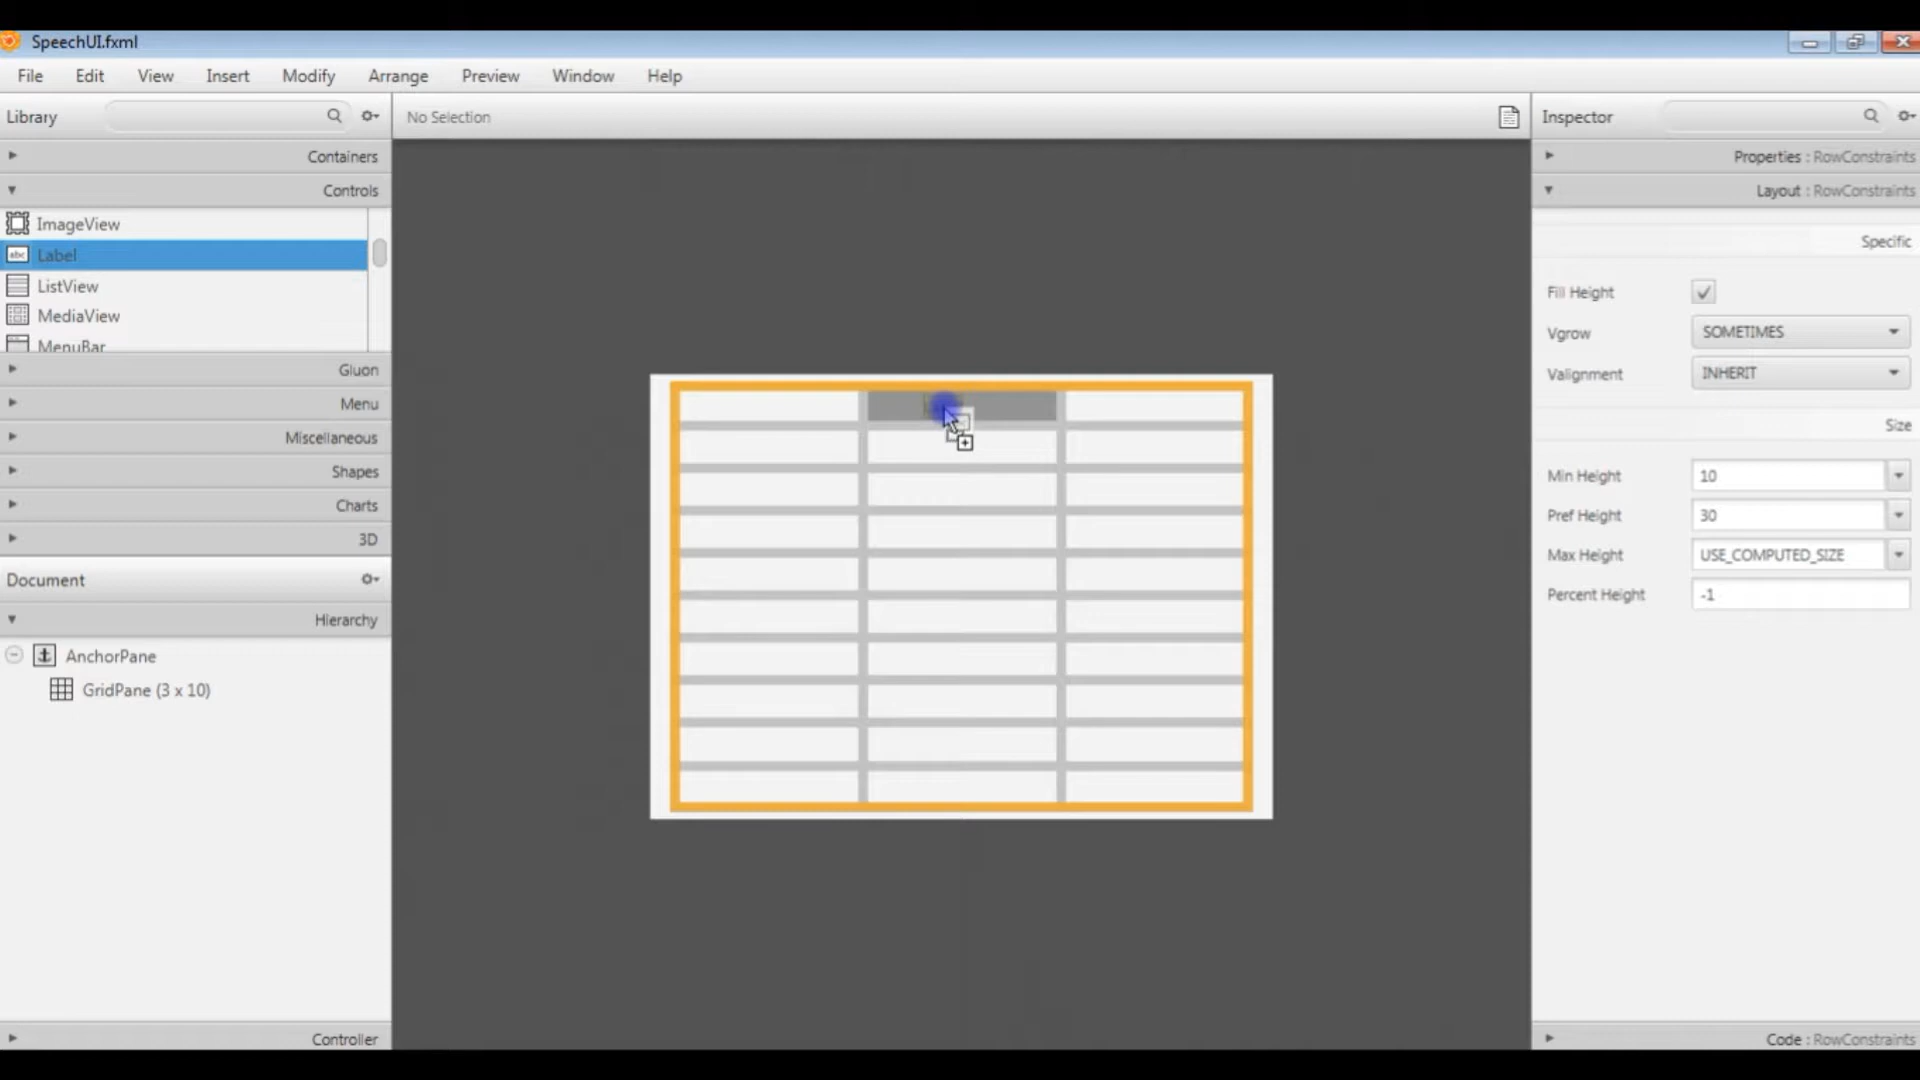 SpeechUI.fxml
File Edit View Insert Modify Arrange Preview Window Help
Library
No Selection
Inspector
Containers
Controls
ImageView
Label
ListView
MediaView
MenuBar
Gluon
Menu
Miscellaneous
Shapes
Charts
3D
Document
Hierarchy
AnchorPane
GridPane (3 x 10)
Controller
Properties : RowConstraints
Layout : RowConstraints
Specific
Fill Height
Vgrow SOMETIMES
Valignment INHERIT
Size
Min Height 10
Pref Height 30
Max Height USE_COMPUTED_SIZE
Percent Height -1
Code : RowConstraints